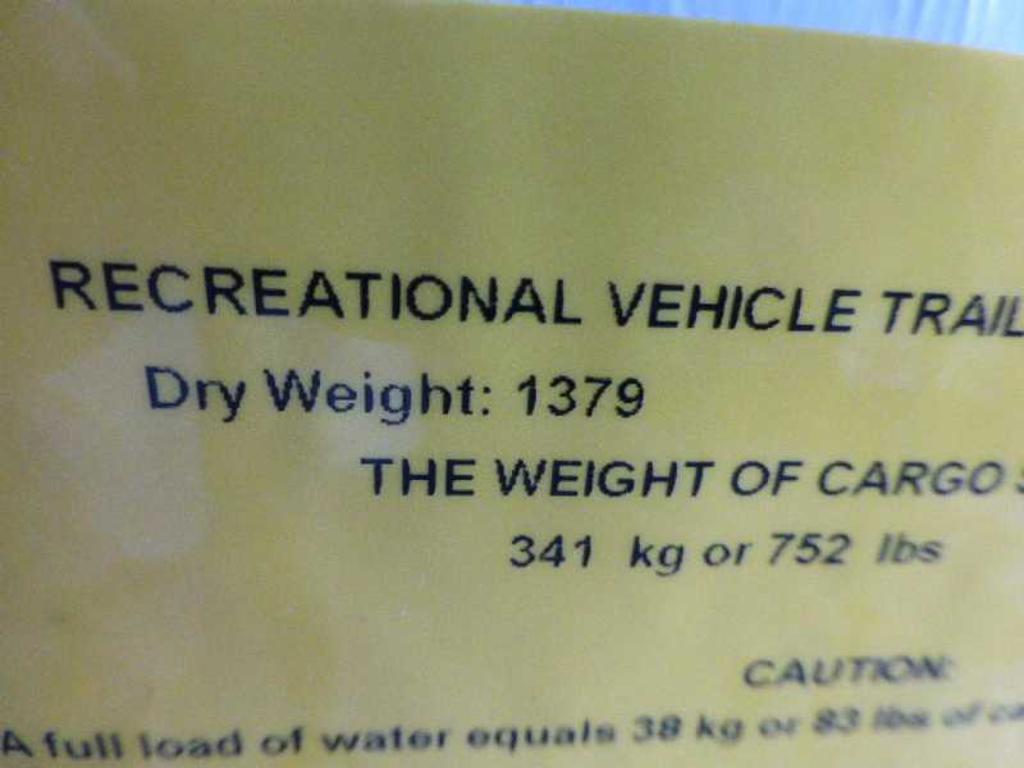 RECREATIONAL VEHICLE TRAIL
Dry Weight: 1379
THE WEIGHT OF CARGO
341 kg or 752 lbs
CAUTION:
A full load of water equals 38 kg or 83 lbs of ca